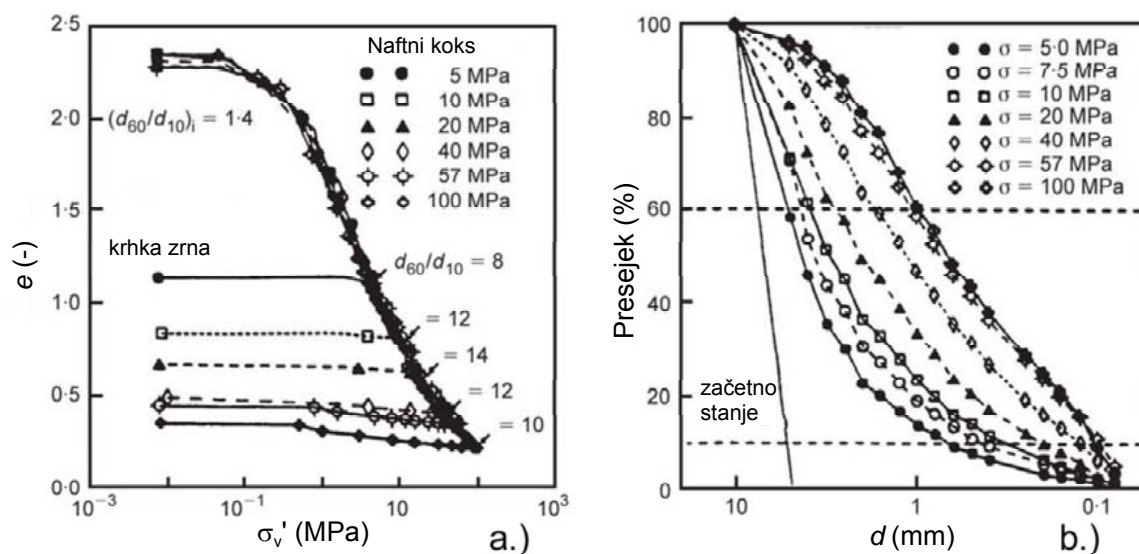 2·5
2·0
1·5
1·0
0·5
0·0
e (-)
Naftni koks
5 MPa
10 MPa
20 MPa
40 MPa
57 MPa
100 MPa
(d60/d10)i = 1·4
krhka zrna
d60/d10 = 8
= 12
= 14
= 12
= 10
10⁻³
10⁻¹
10
10³
σv' (MPa)
a.)
100
80
60
40
20
0
Presejek (%)
σ = 5·0 MPa
σ = 7·5 MPa
σ = 10 MPa
σ = 20 MPa
σ = 40 MPa
σ = 57 MPa
σ = 100 MPa
začetno
stanje
10
1
0·1
d (mm)
b.)